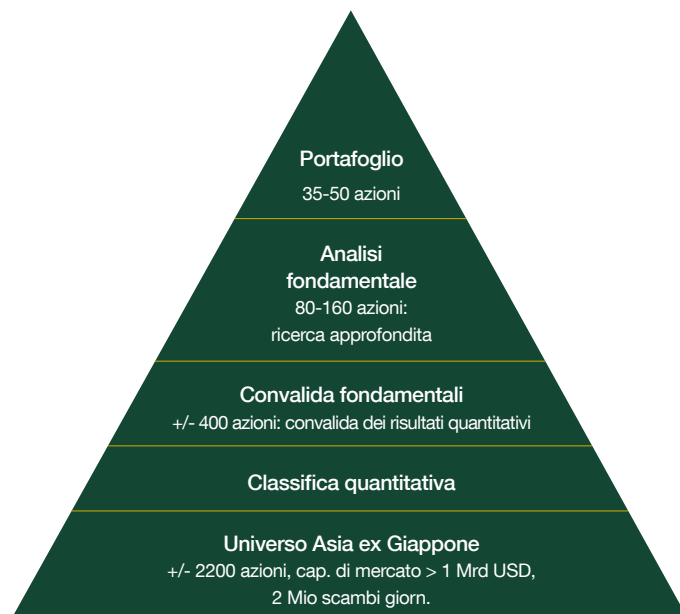 Portafoglio
35-50 azioni
Analisi
fondamentale
80-160 azioni:
ricerca approfondita
Convalida fondamentali
+/- 400 azioni: convalida dei risultati quantitativi
Classifica quantitativa
Universo Asia ex Giappone
+/- 2200 azioni, cap. di mercato > 1 Mrd USD,
2 Mio scambi giorn.